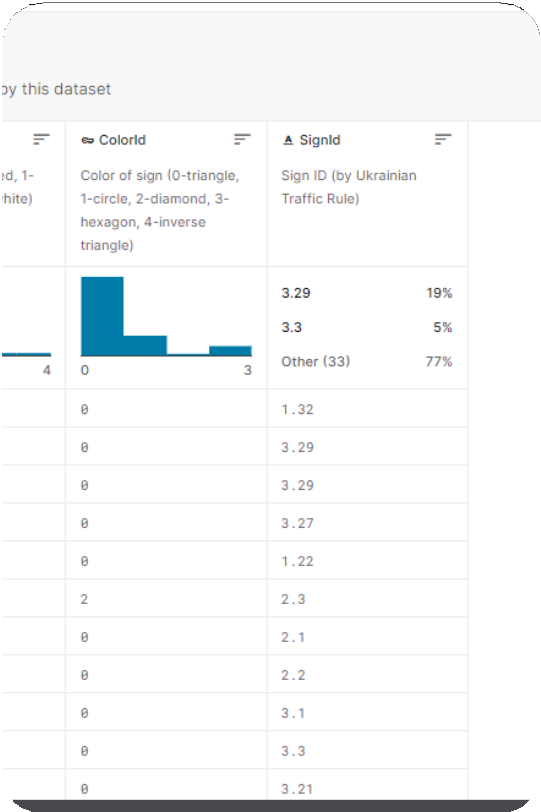 by this dataset
ColorId
SignId
ed, 1-
Color of sign (0-triangle,
Sign ID (by Ukrainian
hite)
1-circle, 2-diamond, 3-
Traffic Rule)
hexagon, 4-inverse
triangle)
3.29 19%
3.3 5%
Other (33) 77%
4 0 3
0 1.32
0 3.29
0 3.29
0 3.27
0 1.22
2 2.3
0 2.1
0 2.2
0 3.1
0 3.3
0 3.21